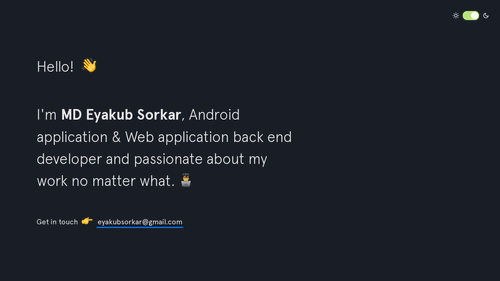 Hello! 👋
I'm MD Eyakub Sorkar, Android
application & Web application back end
developer and passionate about my
work no matter what. 👨‍💻
Get in touch 👉 eyakubsorkar@gmail.com